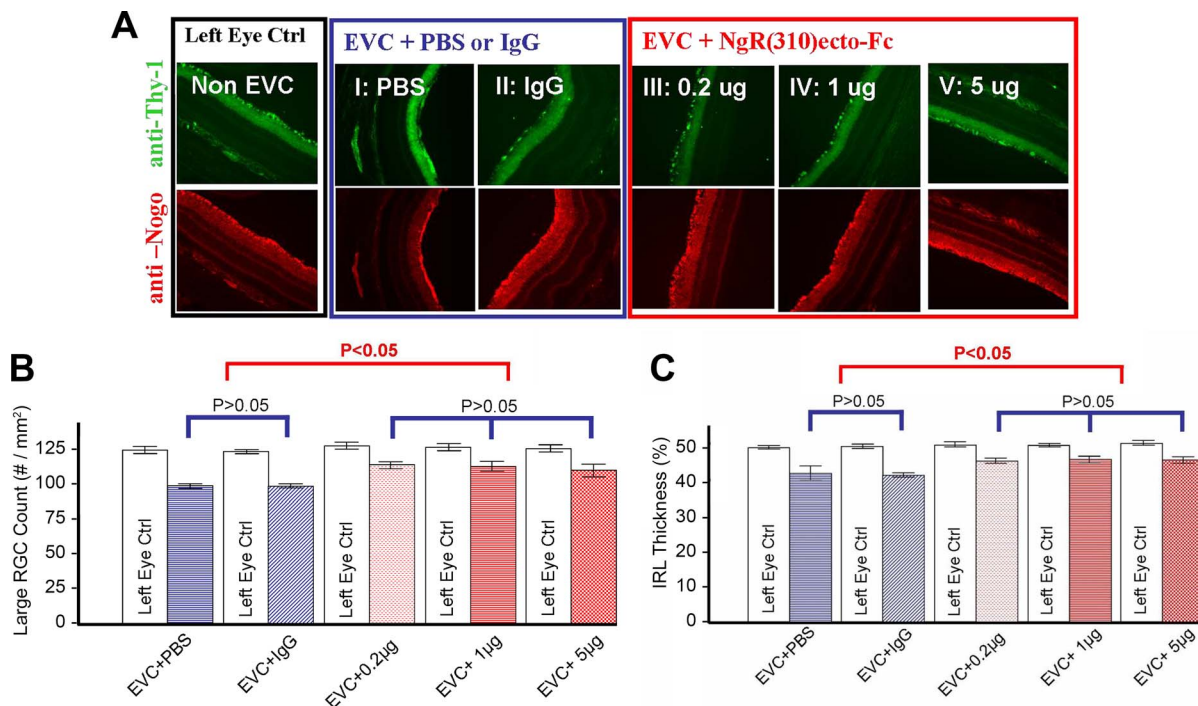 A
Left Eye Ctrl
EVC + PBS or IgG
EVC + NgR(310)ecto-Fc
anti-Thy-1
Non EVC
I: PBS
II: IgG
III: 0.2 ug
IV: 1 ug
V: 5 ug
anti –Nogo
B
P<0.05
P>0.05
P>0.05
Large RGC Count (# / mm²)
125
100
75
50
25
0
Left Eye Ctrl
Left Eye Ctrl
Left Eye Ctrl
Left Eye Ctrl
Left Eye Ctrl
EVC+PBS
EVC+IgG
EVC+0.2µg
EVC+ 1µg
EVC+ 5µg
C
P<0.05
P>0.05
P>0.05
IRL Thickness (%)
50
40
30
20
10
0
Left Eye Ctrl
Left Eye Ctrl
Left Eye Ctrl
Left Eye Ctrl
Left Eye Ctrl
EVC+PBS
EVC+IgG
EVC+0.2µg
EVC+ 1µg
EVC+ 5µg